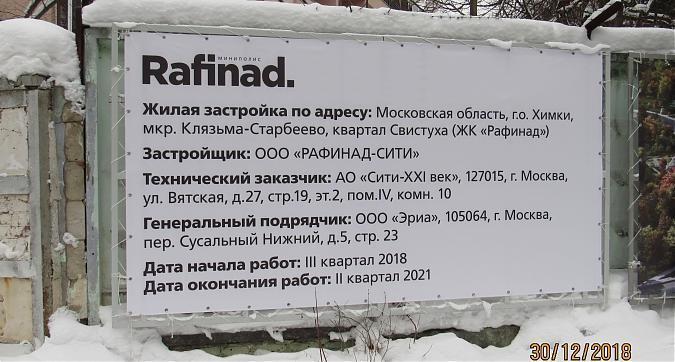 миниполис
Rafinad.
Жилая застройка по адресу: Московская область, г.о. Химки,
мкр. Клязьма-Старбеево, квартал Свистуха (ЖК «Рафинад»)
Застройщик: ООО «РАФИНАД-СИТИ»
Технический заказчик: АО «Сити-XXI век», 127015, г. Москва,
ул. Вятская, д.27, стр.19, эт.2, пом.IV, комн. 10
Генеральный подрядчик: ООО «Эриа», 105064, г. Москва,
пер. Сусальный Нижний, д.5, стр. 23
Дата начала работ: III квартал 2018
Дата окончания работ: II квартал 2021
30/12/2018